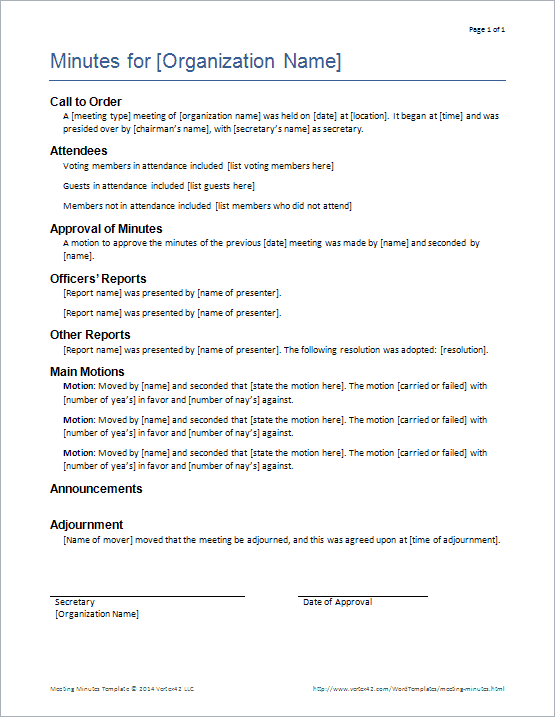 Page 1 of 1
Minutes for [Organization Name]
Call to Order
A [meeting type] meeting of [organization name] was held on [date] at [location]. It began at [time] and was
presided over by [chairman's name], with [secretary's name] as secretary.
Attendees
Voting members in attendance included [list voting members here]
Guests in attendance included [list guests here]
Members not in attendance included [list members who did not attend]
Approval of Minutes
A motion to approve the minutes of the previous [date] meeting was made by [name] and seconded by
[name].
Officers' Reports
[Report name] was presented by [name of presenter].
[Report name] was presented by [name of presenter].
Other Reports
[Report name] was presented by [name of presenter]. The following resolution was adopted: [resolution].
Main Motions
Motion: Moved by [name] and seconded that [state the motion here]. The motion [carried or failed] with
[number of yea's] in favor and [number of nay's] against.
Motion: Moved by [name] and seconded that [state the motion here]. The motion [carried or failed] with
[number of yea's] in favor and [number of nay's] against.
Motion: Moved by [name] and seconded that [state the motion here]. The motion [carried or failed] with
[number of yea's] in favor and [number of nay's] against.
Announcements
Adjournment
[Name of mover] moved that the meeting be adjourned, and this was agreed upon at [time of adjournment].
Secretary Date of Approval
[Organization Name]
Meeting Minutes Template © 2014 Vertex42 LLC http://www.vertex42.com/WordTemplates/meeting-minutes.html